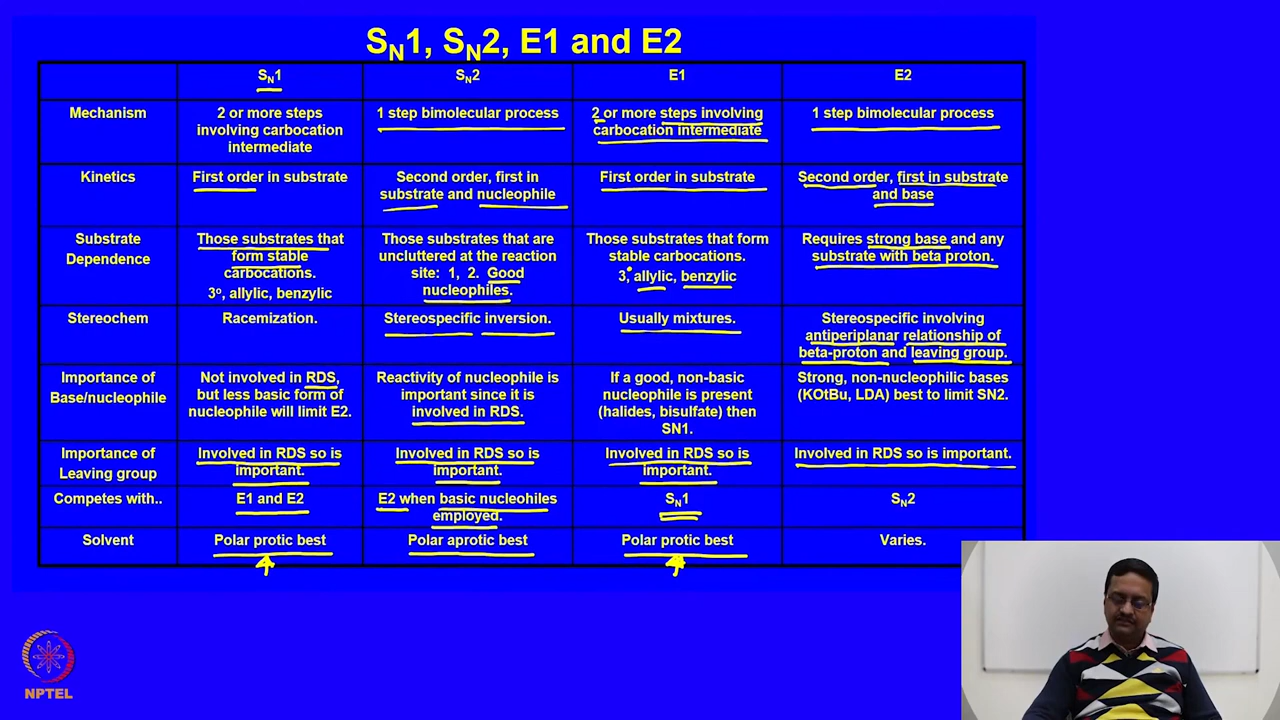 S_N1, S_N2, E1 and E2
S_N1
S_N2
E1
E2
Mechanism
2 or more steps
involving carbocation
intermediate
1 step bimolecular process
2 or more steps involving
carbocation intermediate
1 step bimolecular process
Kinetics
First order in substrate
Second order, first in
substrate and nucleophile
First order in substrate
Second order, first in substrate
and base
Substrate
Dependence
Those substrates that
form stable
carbocations.
3°, allylic, benzylic
Those substrates that are
uncluttered at the reaction
site: 1, 2. Good
nucleophiles.
Those substrates that form
stable carbocations.
3, allylic, benzylic
Requires strong base and any
substrate with beta proton.
Stereochem
Racemization.
Stereospecific inversion.
Usually mixtures.
Stereospecific involving
antiperiplanar relationship of
beta-proton and leaving group.
Importance of
Base/nucleophile
Not involved in RDS,
but less basic form of
nucleophile will limit E2.
Reactivity of nucleophile is
important since it is
involved in RDS.
If a good, non-basic
nucleophile is present
(halides, bisulfate) then
SN1.
Strong, non-nucleophilic bases
(KOtBu, LDA) best to limit SN2.
Importance of
Leaving group
Involved in RDS so is
important.
Involved in RDS so is
important.
Involved in RDS so is
important.
Involved in RDS so is important.
Competes with..
E1 and E2
E2 when basic nucleohiles
employed.
S_N1
S_N2
Solvent
Polar protic best
Polar aprotic best
Polar protic best
Varies.
NPTEL